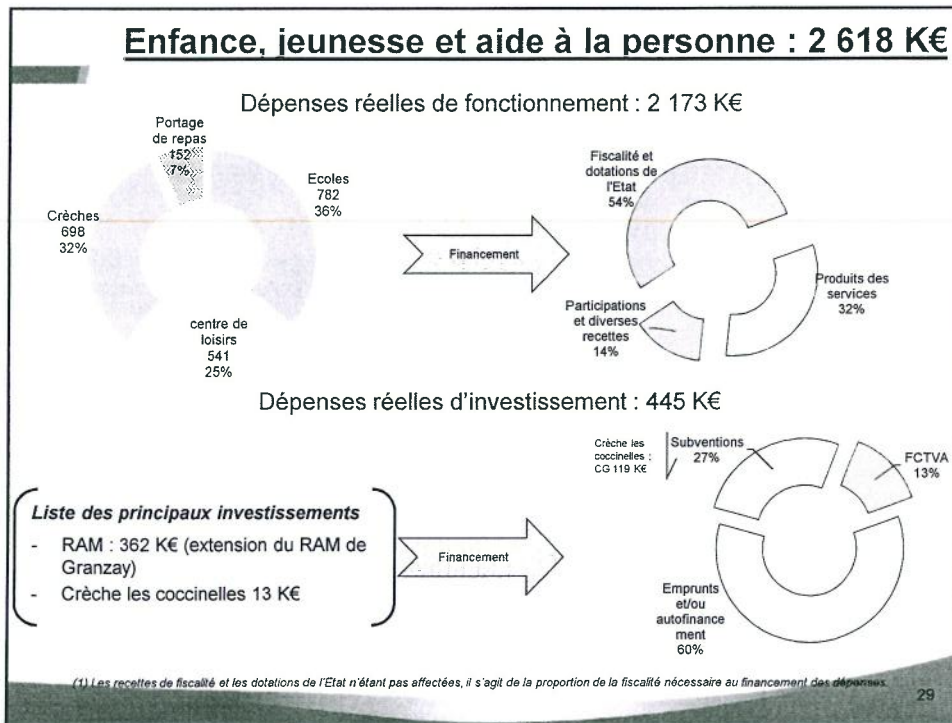 Enfance, jeunesse et aide à la personne : 2 618 K€
Dépenses réelles de fonctionnement : 2 173 K€
Portage
de repas
152
7%
Ecoles
782
36%
Crèches
698
32%
centre de
loisirs
541
25%
Financement
Fiscalité et
dotations de
l'Etat
54%
Produits des
services
32%
Participations
et diverses
recettes
14%
Dépenses réelles d'investissement : 445 K€
Liste des principaux investissements
- RAM : 362 K€ (extension du RAM de
Granzay)
- Crèche les coccinelles 13 K€
Financement
Crèche les
coccinelles :
CG 119 K€
Subventions
27%
FCTVA
13%
Emprunts
et/ou
autofinance
ment
60%
(1) Les recettes de fiscalité et les dotations de l'Etat n'étant pas affectées, il s'agit de la proportion de la fiscalité nécessaire au financement des dépenses.
29